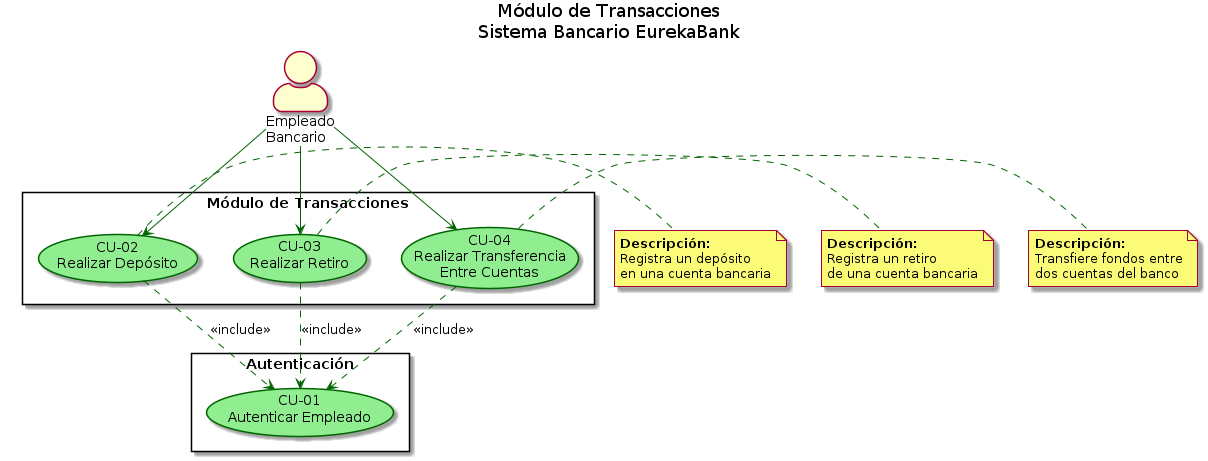 Módulo de Transacciones
Sistema Bancario EurekaBank
Empleado
Bancario
Módulo de Transacciones
CU-02
Realizar Depósito
CU-03
Realizar Retiro
CU-04
Realizar Transferencia
Entre Cuentas
Descripción:
Registra un depósito
en una cuenta bancaria
Descripción:
Registra un retiro
de una cuenta bancaria
Descripción:
Transfiere fondos entre
dos cuentas del banco
«include»
«include»
«include»
Autenticación
CU-01
Autenticar Empleado